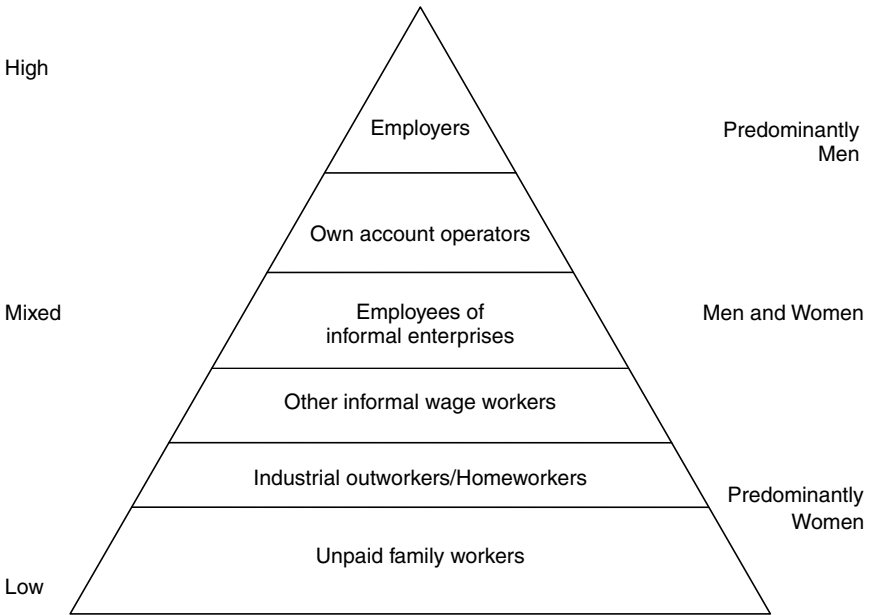 High
Employers
Predominantly
Men
Own account operators
Mixed
Employees of
informal enterprises
Men and Women
Other informal wage workers
Industrial outworkers/Homeworkers
Predominantly
Women
Unpaid family workers
Low